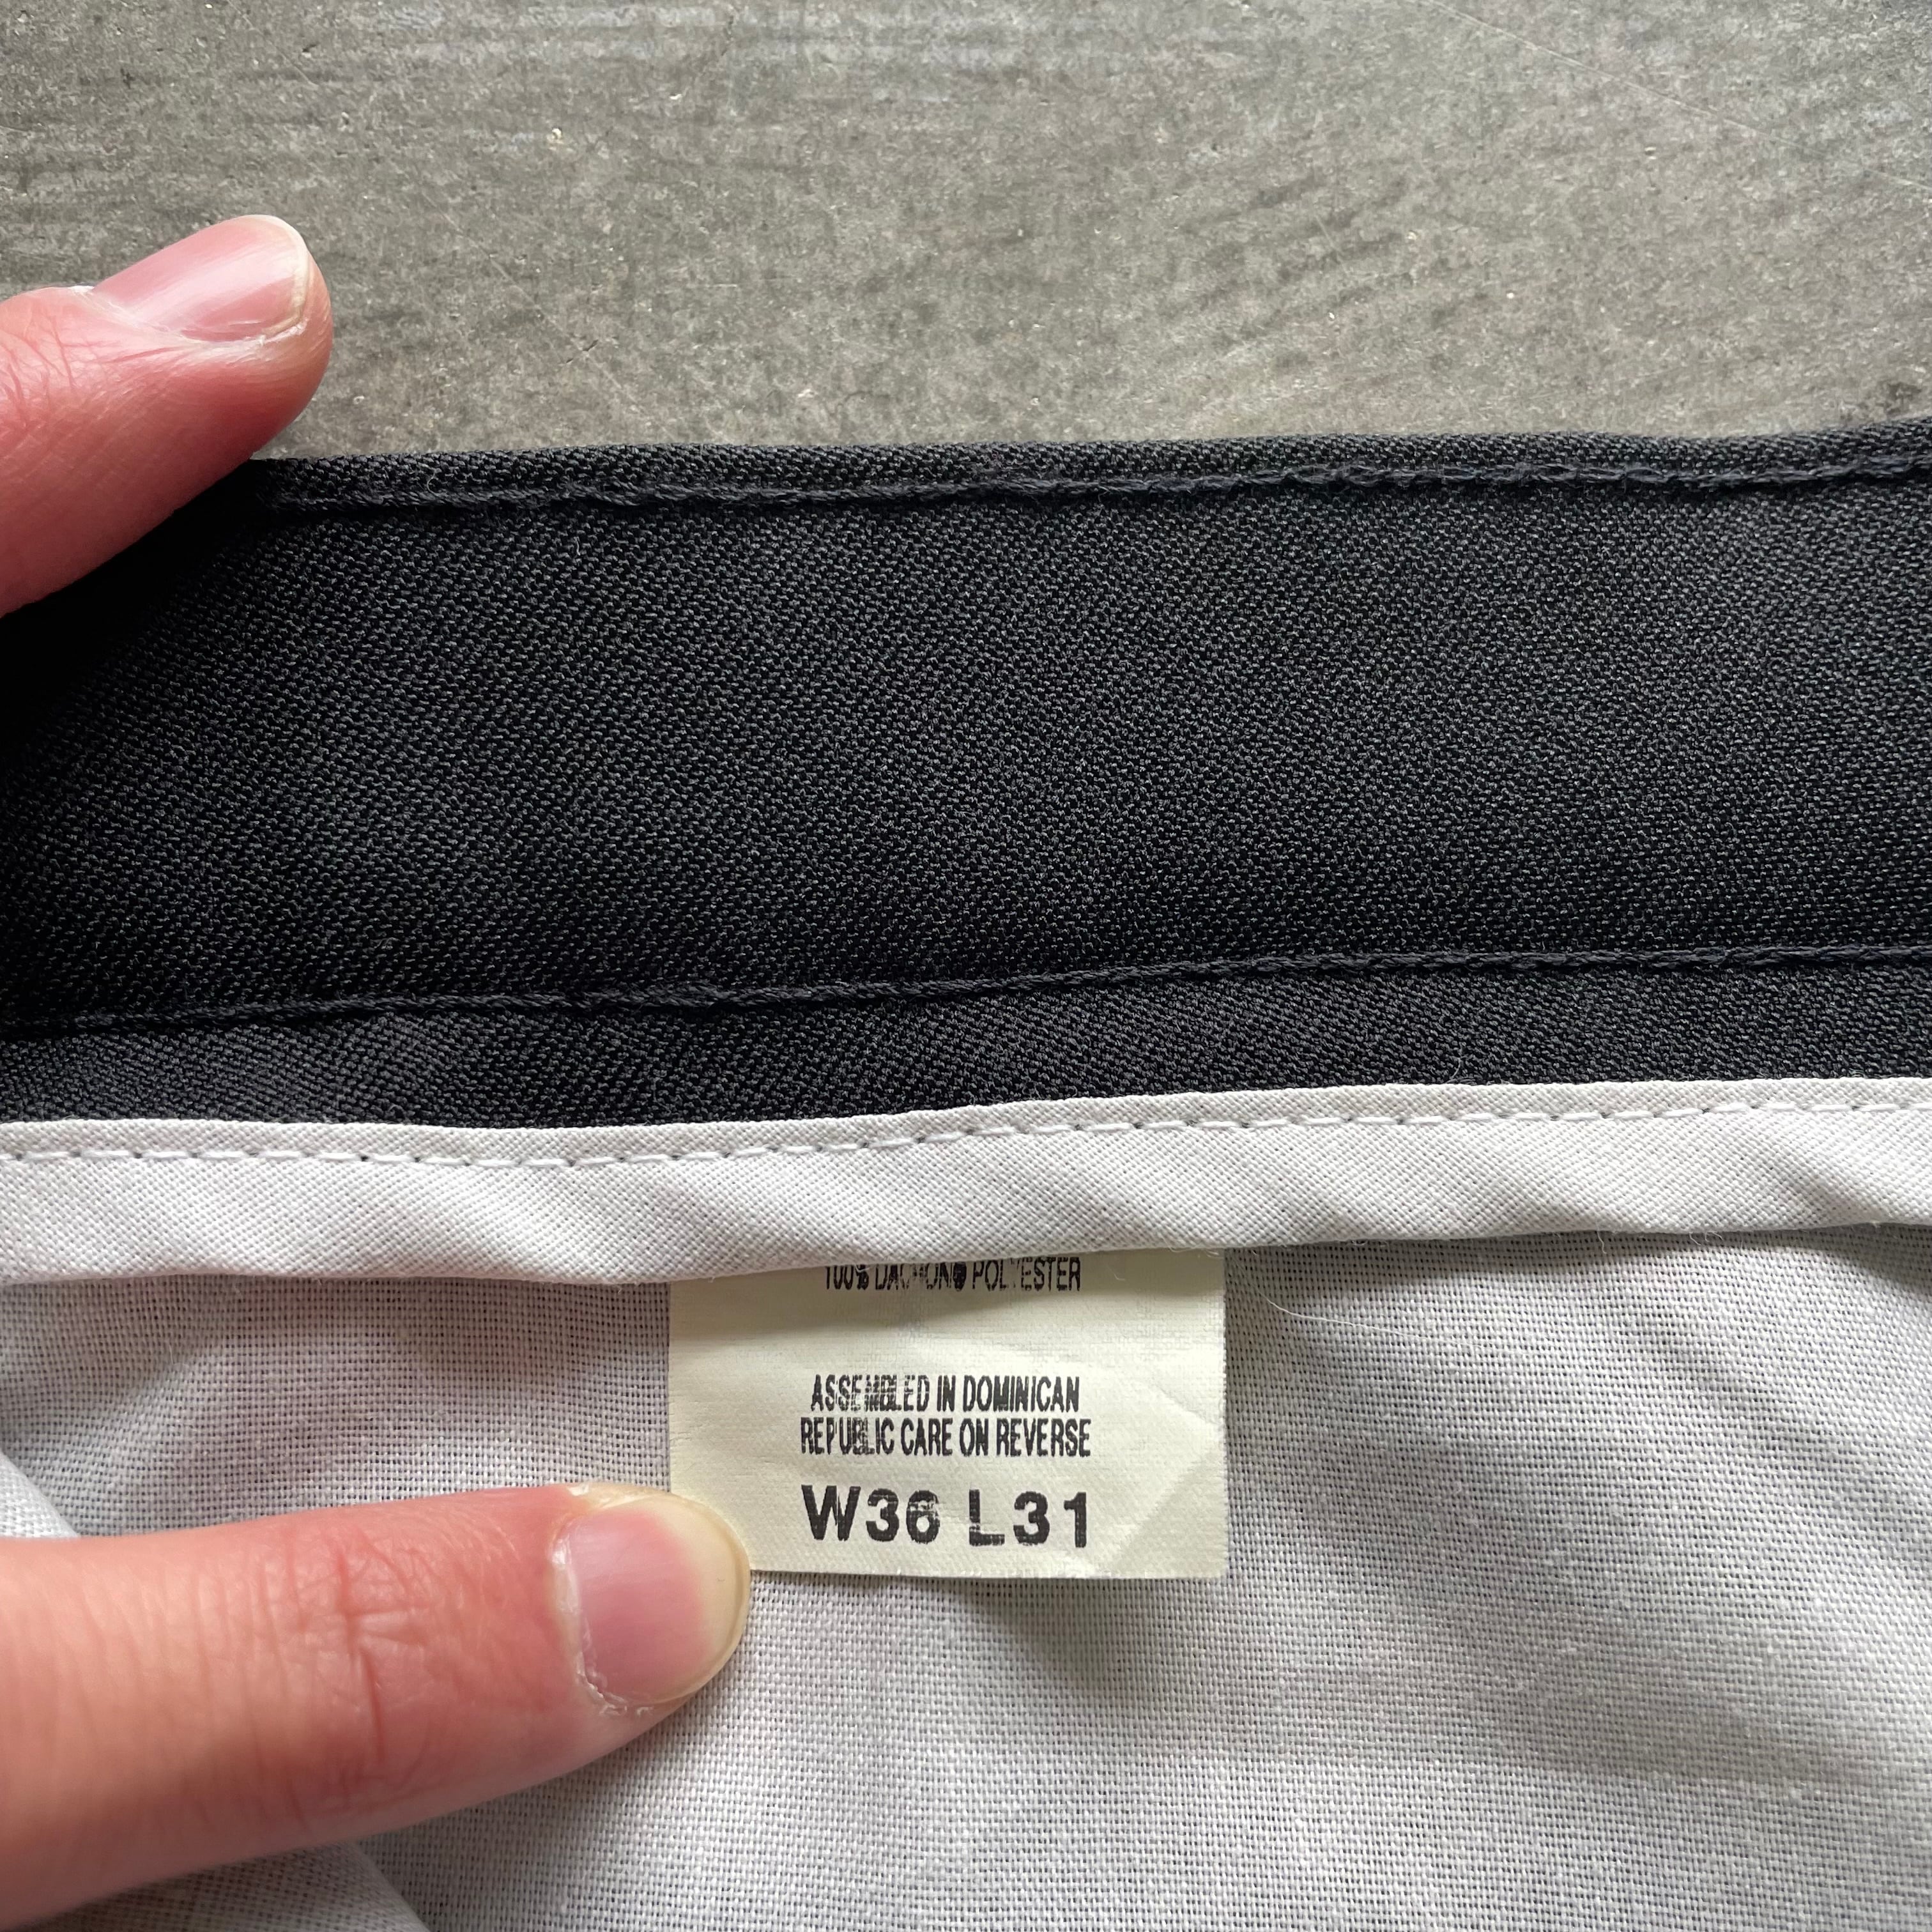 100% DACRON® POLYESTER
ASSEMBLED IN DOMINICAN
REPUBLIC CARE ON REVERSE
W36 L31